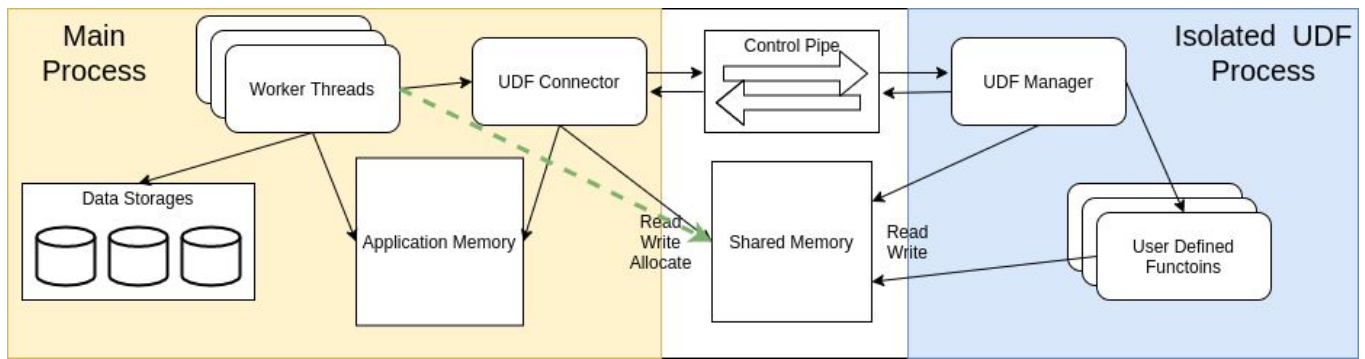 Main
Process
Worker Threads
UDF Connector
Control Pipe
UDF Manager
Isolated UDF
Process
Data Storages
Application Memory
Read
Write
Allocate
Shared Memory
Read
Write
User Defined
Functoins